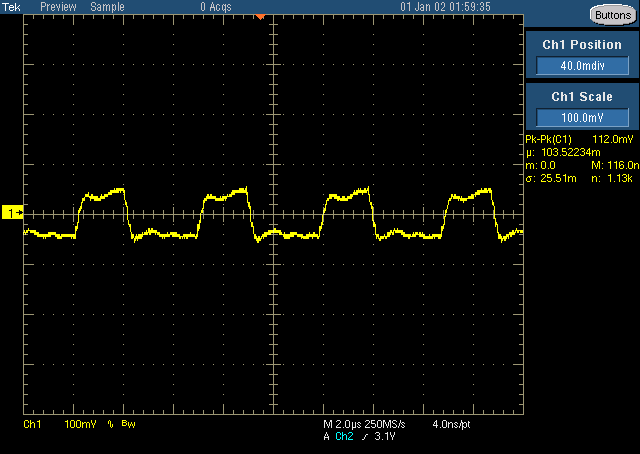 Tek Preview Sample 0 Acqs 01 Jan 02 01:59:35
Buttons
Ch1 Position
40.0mdiv
Ch1 Scale
100.0mV
Pk-Pk(C1) 112.0mV
µ: 103.52234m
m: 0.0 M: 116.0m
σ: 25.51m n: 1.13k
1
Ch1 100mV ∿ Bw M 2.0µs 250MS/s 4.0ns/pt
A Ch2 ∕ 3.1V